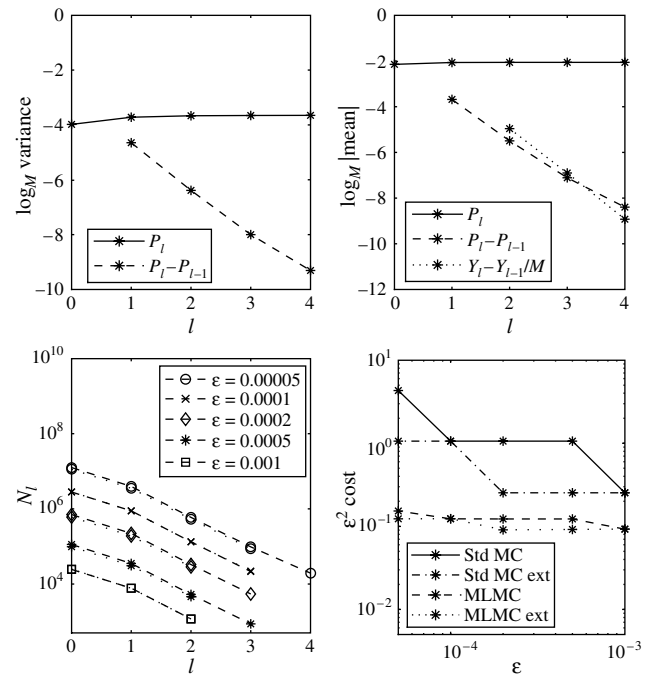 0
−2
−4
−6
−8
−10
log_M variance
0 1 2 3 4
l
P_l
P_l−P_{l−1}
0
−2
−4
−6
−8
−10
−12
log_M |mean|
0 1 2 3 4
l
P_l
P_l−P_{l−1}
Y_l−Y_{l−1}/M
10^10
10^8
10^6
10^4
N_l
0 1 2 3 4
l
ε = 0.00005
ε = 0.0001
ε = 0.0002
ε = 0.0005
ε = 0.001
10^1
10^0
10^−1
10^−2
ε^2 cost
10^−4 10^−3
ε
Std MC
Std MC ext
MLMC
MLMC ext